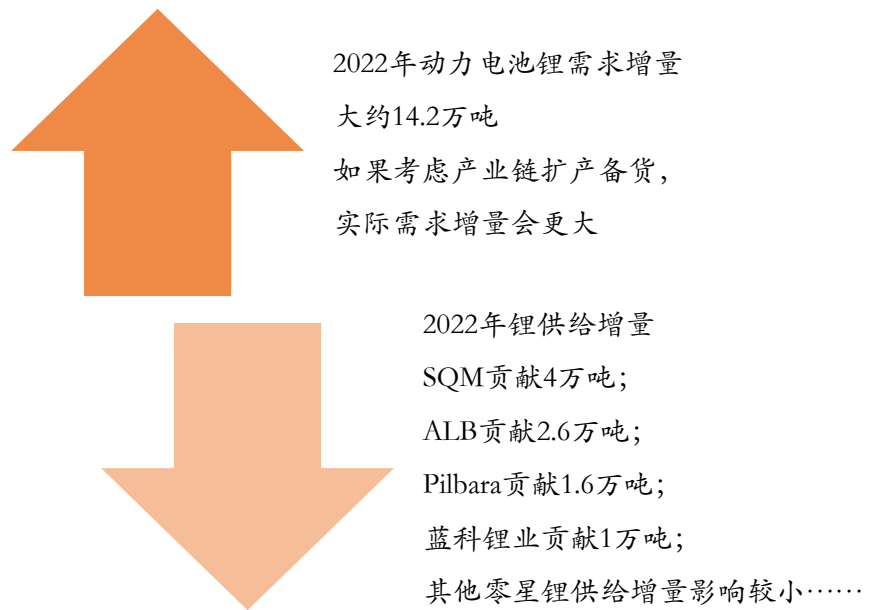 2022年动力电池锂需求增量
大约14.2万吨
如果考虑产业链扩产备货，
实际需求增量会更大
2022年锂供给增量
SQM贡献4万吨；
ALB贡献2.6万吨；
Pilbara贡献1.6万吨；
蓝科锂业贡献1万吨；
其他零星锂供给增量影响较小……